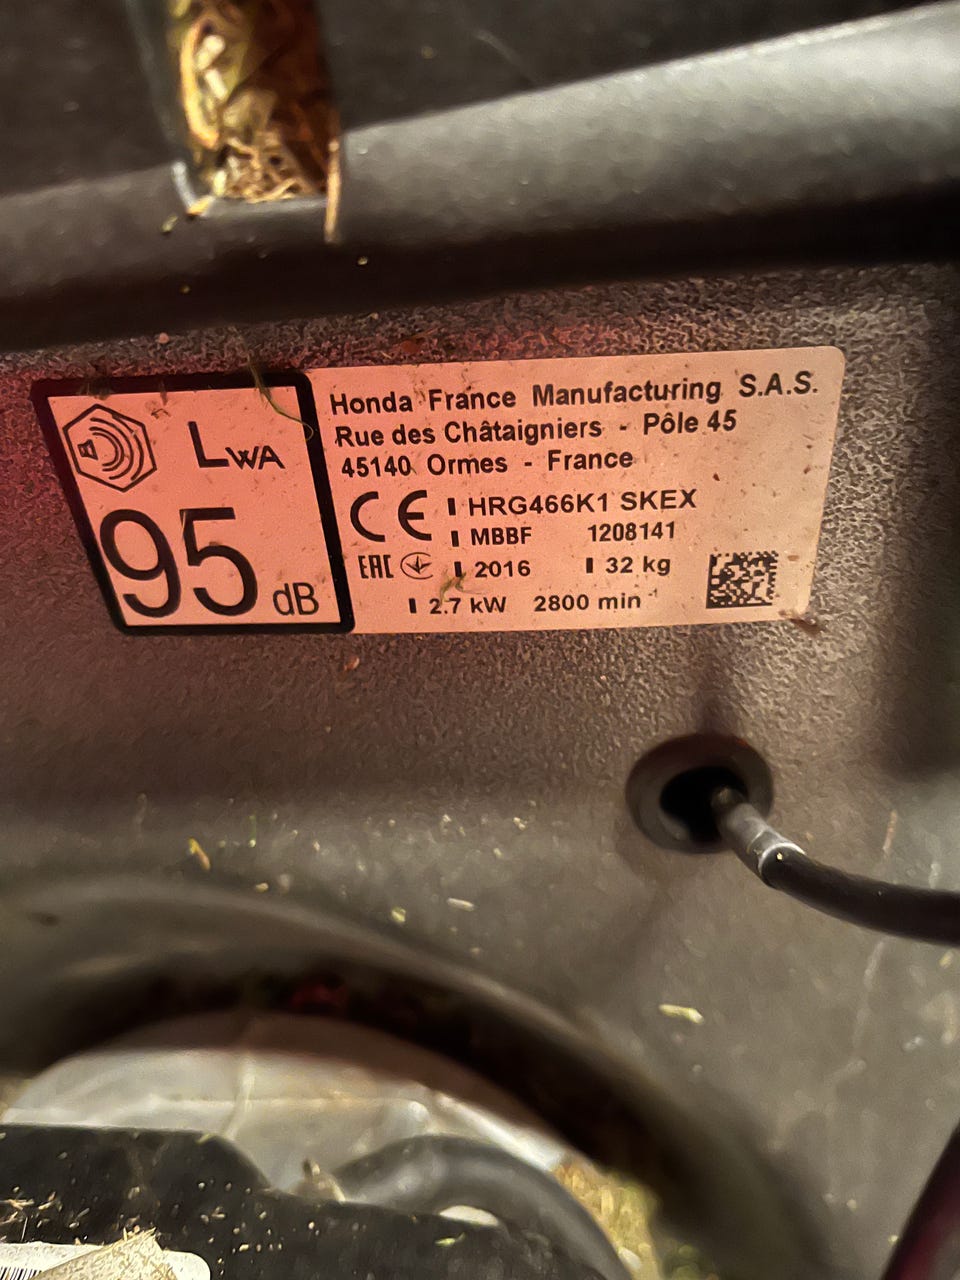 LWA
95 dB
Honda France Manufacturing S.A.S.
Rue des Châtaigniers - Pôle 45
45140 Ormes - France
CE HRG466K1 SKEX
MBBF 1208141
EAC 2016 32 kg
2.7 kW 2800 min⁻¹